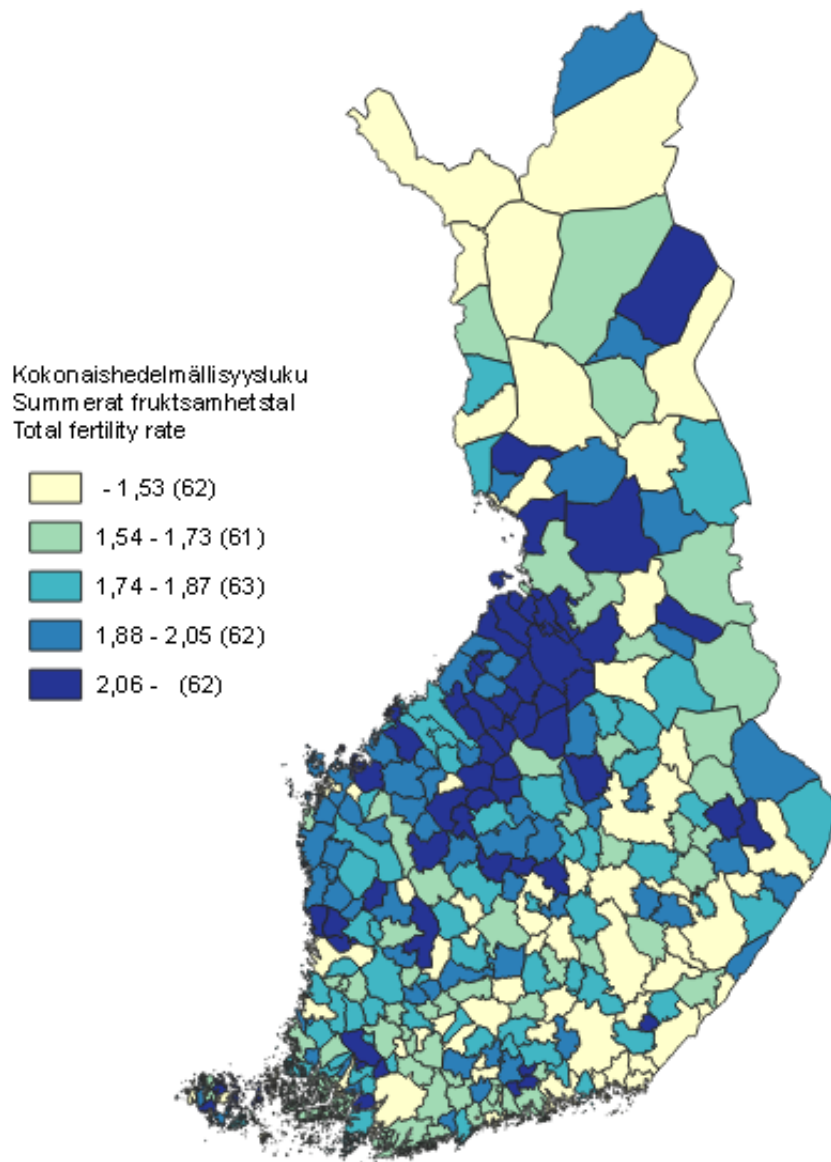 Kokonaishedelmällisyysluku
Summerat fruktsamhetstal
Total fertility rate
- 1,53 (62)
1,54 - 1,73 (61)
1,74 - 1,87 (63)
1,88 - 2,05 (62)
2,06 - (62)